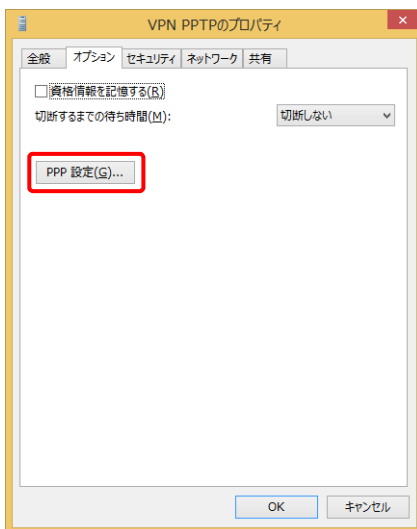 VPN PPTPのプロパティ
全般 オプション セキュリティ ネットワーク 共有
資格情報を記憶する(R)
切断するまでの待ち時間(M): 切断しない
PPP 設定(G)...
OK キャンセル